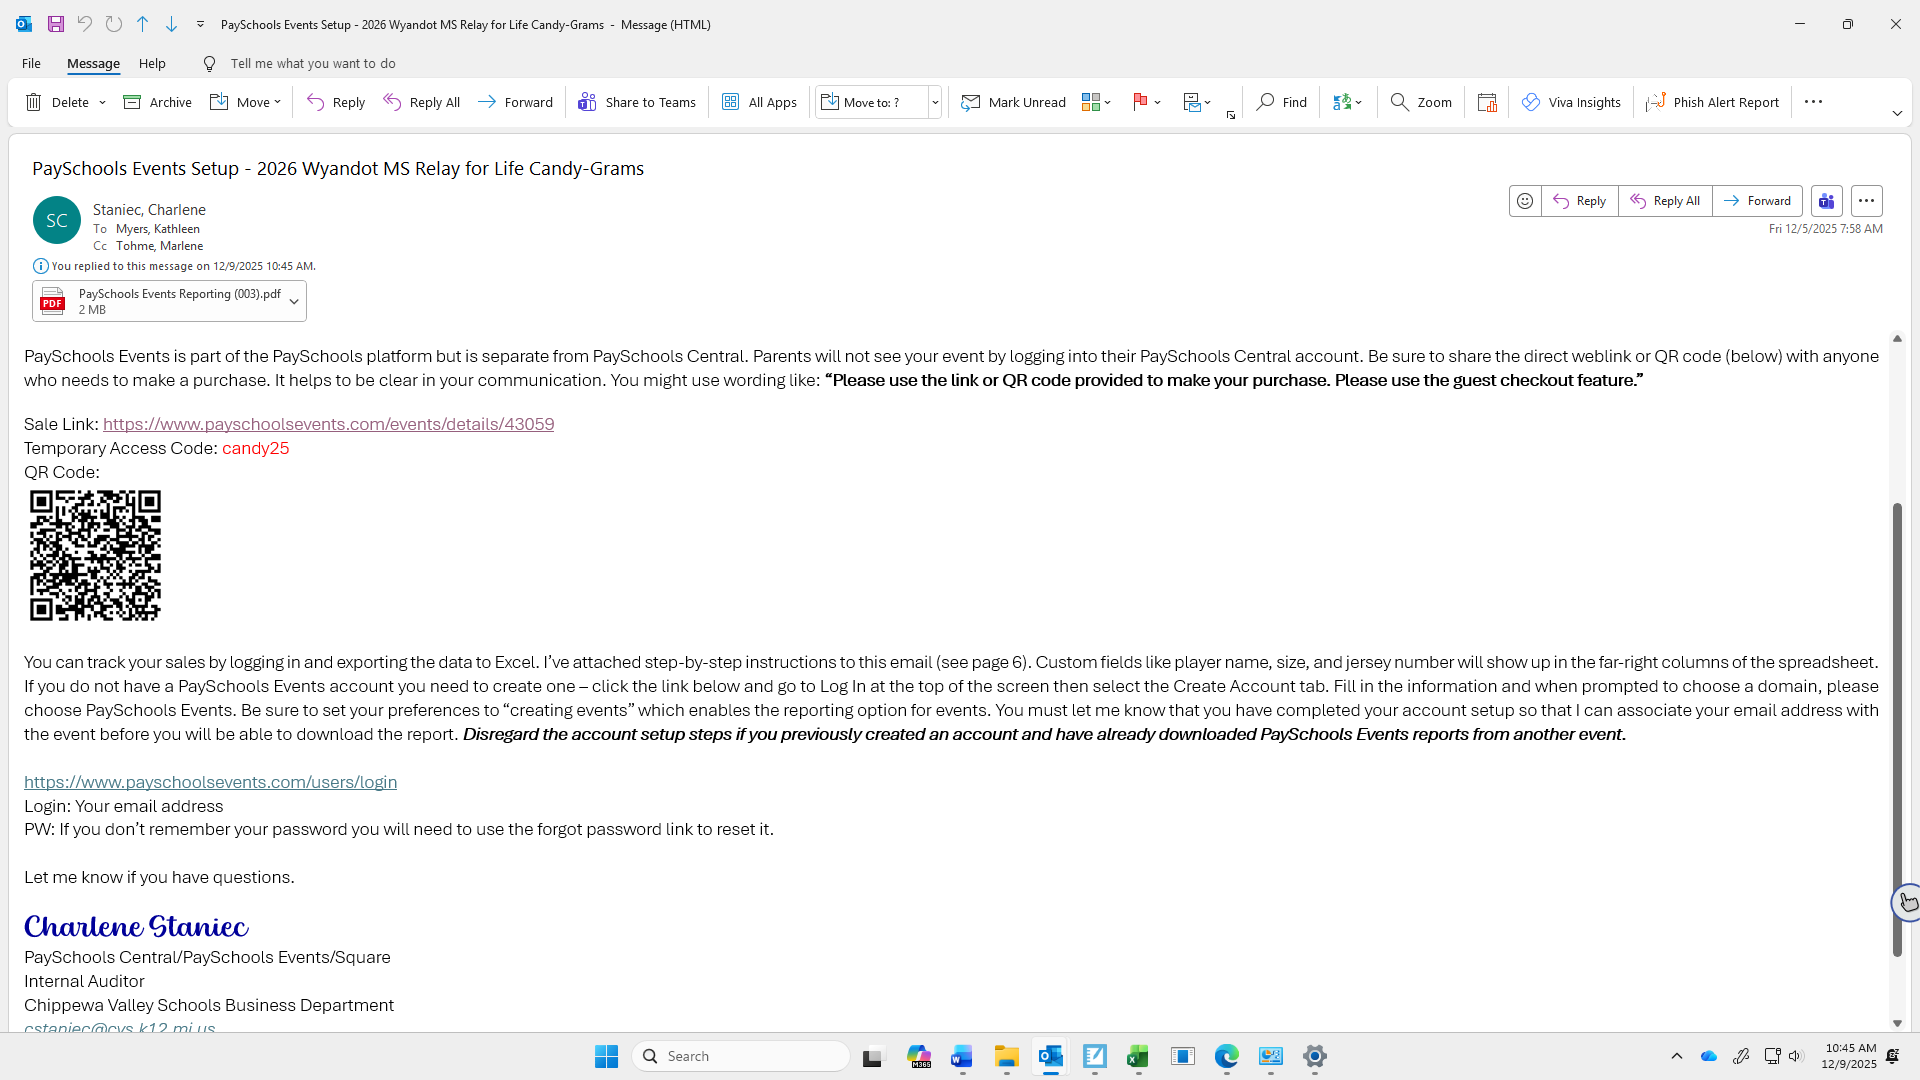 PaySchools Events Setup - 2026 Wyandot MS Relay for Life Candy-Grams - Message (HTML)
File Message Help Tell me what you want to do
Delete Archive Move Reply Reply All Forward Share to Teams All Apps Move to: ? Mark Unread Find Zoom Viva Insights Phish Alert Report
PaySchools Events Setup - 2026 Wyandot MS Relay for Life Candy-Grams
SC
Staniec, Charlene
To Myers, Kathleen
Cc Tohme, Marlene
Reply Reply All Forward
Fri 12/5/2025 7:58 AM
You replied to this message on 12/9/2025 10:45 AM.
PDF
PaySchools Events Reporting (003).pdf
2 MB
PaySchools Events is part of the PaySchools platform but is separate from PaySchools Central. Parents will not see your event by logging into their PaySchools Central account. Be sure to share the direct weblink or QR code (below) with anyone
who needs to make a purchase. It helps to be clear in your communication. You might use wording like: “Please use the link or QR code provided to make your purchase. Please use the guest checkout feature.”
Sale Link: https://www.payschoolsevents.com/events/details/43059
Temporary Access Code: candy25
QR Code:
You can track your sales by logging in and exporting the data to Excel. I’ve attached step-by-step instructions to this email (see page 6). Custom fields like player name, size, and jersey number will show up in the far-right columns of the spreadsheet.
If you do not have a PaySchools Events account you need to create one – click the link below and go to Log In at the top of the screen then select the Create Account tab. Fill in the information and when prompted to choose a domain, please
choose PaySchools Events. Be sure to set your preferences to “creating events” which enables the reporting option for events. You must let me know that you have completed your account setup so that I can associate your email address with
the event before you will be able to download the report. Disregard the account setup steps if you previously created an account and have already downloaded PaySchools Events reports from another event.
https://www.payschoolsevents.com/users/login
Login: Your email address
PW: If you don’t remember your password you will need to use the forgot password link to reset it.
Let me know if you have questions.
Charlene Staniec
PaySchools Central/PaySchools Events/Square
Internal Auditor
Chippewa Valley Schools Business Department
cstaniec@cvs.k12.mi.us
Search
M365
10:45 AM
12/9/2025